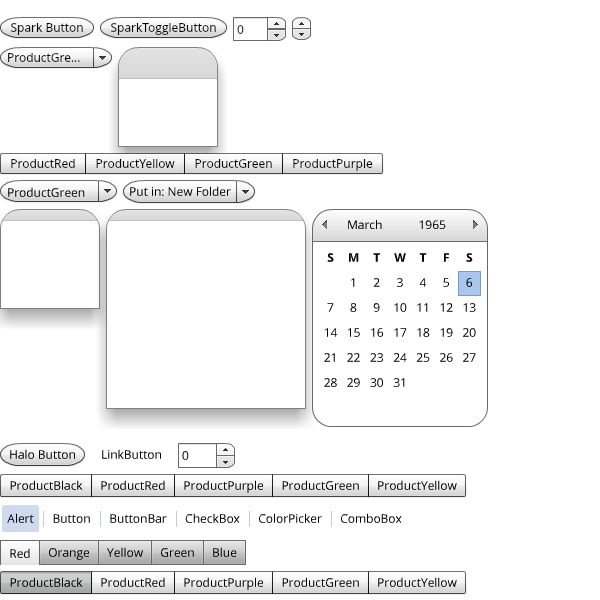 Spark Button SparkToggleButton 0
ProductGre...
ProductRed ProductYellow ProductGreen ProductPurple
ProductGreen Put in: New Folder
March 1965
S M T W T F S
1 2 3 4 5 6
7 8 9 10 11 12 13
14 15 16 17 18 19 20
21 22 23 24 25 26 27
28 29 30 31
Halo Button LinkButton 0
ProductBlack ProductRed ProductPurple ProductGreen ProductYellow
Alert Button ButtonBar CheckBox ColorPicker ComboBox
Red Orange Yellow Green Blue
ProductBlack ProductRed ProductPurple ProductGreen ProductYellow